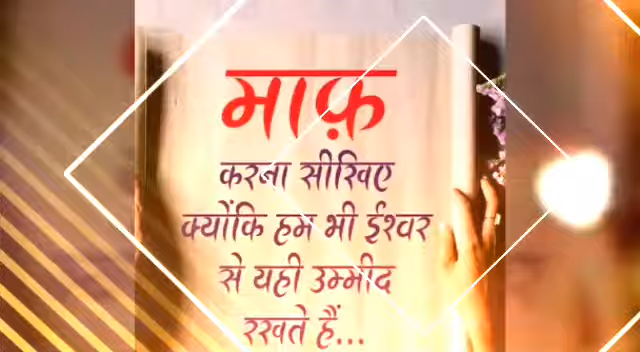 माफ़
करना सीखिए
क्योंकि हम भी ईश्वर
से यही उम्मीद
रखते हैं...